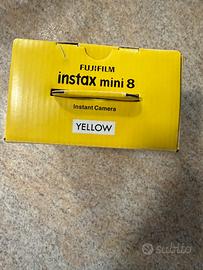 FUJIFILM
instax mini 8
Instant Camera
YELLOW
subito